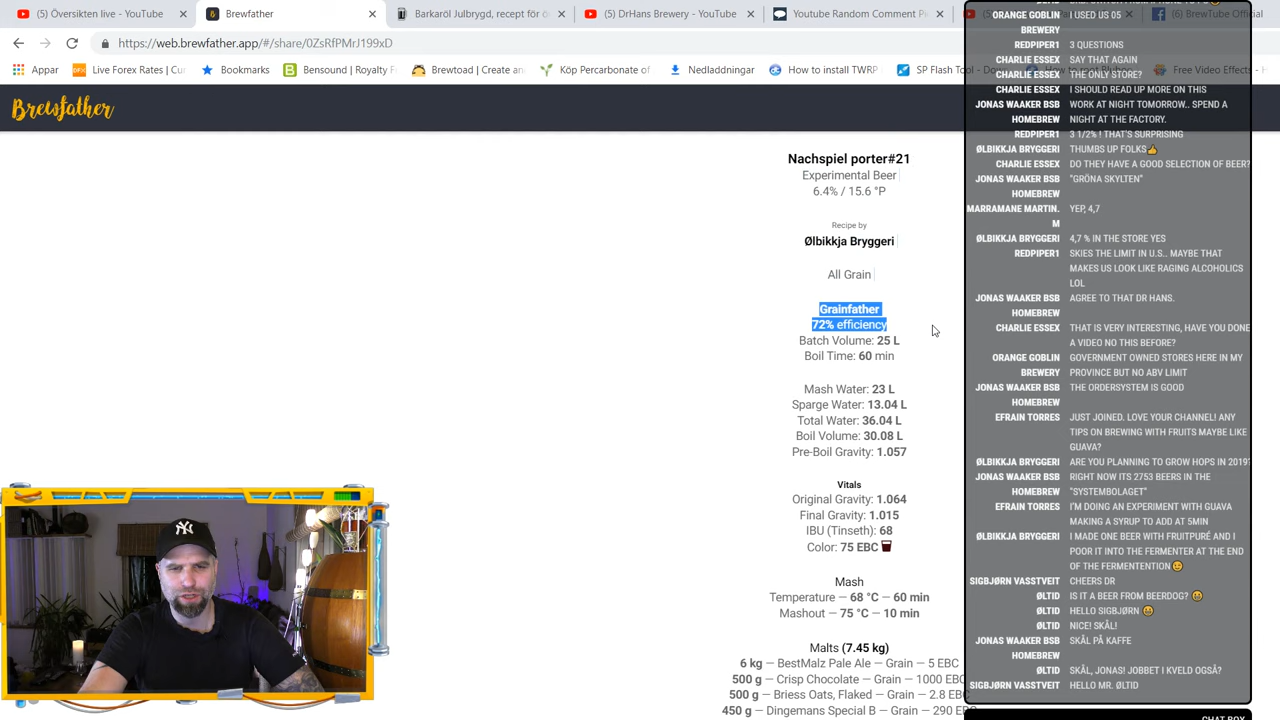 (5) YouTube
Brewfather
Barkaröl Julbrygd, recept för ö
(5) DrHans Brewery - YouTube
Youtube Random Comment P
(6) BrewTube Official
https://web.brewfather.app/#/share/0ZsRfPMrJ199xD
Appar
Live Forex Rates | Cu
Bookmarks
Bensound | Royalty F
Brewtoad | Create an
Köp Percarbonate of
Nedladdningar
How to install TWRP
SP Flash Tool - Do
Free Video Effects - H
Brewfather
Nachspiel porter#21
Experimental Beer
6.4% / 15.6 °P
Recipe by
Ølbikkja Bryggeri
All Grain
Grainfather
72% efficiency
Batch Volume: 25 L
Boil Time: 60 min
Mash Water: 23 L
Sparge Water: 13.04 L
Total Water: 36.04 L
Boil Volume: 30.08 L
Pre-Boil Gravity: 1.057
Vitals
Original Gravity: 1.064
Final Gravity: 1.015
IBU (Tinseth): 68
Color: 75 EBC
Mash
Temperature — 68 °C — 60 min
Mashout — 75 °C — 10 min
Malts (7.45 kg)
6 kg — BestMalz Pale Ale — Grain — 5 EBC
500 g — Crisp Chocolate — Grain — 1000 EBC
500 g — Briess Oats, Flaked — Grain — 2.8 EBC
450 g — Dingemans Special B — Grain — 290 EBC
ORANGE GOBLIN BREWERY I USED US 05
REDPIPER1 3 QUESTIONS
CHARLIE ESSEX SAY THAT AGAIN
CHARLIE ESSEX THE ONLY STORE?
CHARLIE ESSEX I SHOULD READ UP MORE ON THIS
JONAS WAAKER BSB WORK AT NIGHT TOMORROW.. SPEND A
HOMEBREW NIGHT AT THE FACTORY.
REDPIPER1 3 1/2% ! THAT'S SURPRISING
ØLBIKKJA BRYGGERI THUMBS UP FOLKS👍
CHARLIE ESSEX DO THEY HAVE A GOOD SELECTION OF BEER?
JONAS WAAKER BSB "GRÖNA SKYLTEN"
HOMEBREW
MARRAMANE MARTIN. YEP, 4,7
M
ØLBIKKJA BRYGGERI 4,7 % IN THE STORE YES
REDPIPER1 SKIES THE LIMIT IN U.S.. MAYBE THAT
MAKES US LOOK LIKE RAGING ALCOHOLICS
LOL
JONAS WAAKER BSB AGREE TO THAT DR HANS.
HOMEBREW
CHARLIE ESSEX THAT IS VERY INTERESTING, HAVE YOU DONE
A VIDEO NO THIS BEFORE?
ORANGE GOBLIN GOVERNMENT OWNED STORES HERE IN MY
BREWERY PROVINCE BUT NO ABV LIMIT
JONAS WAAKER BSB THE ORDERSYSTEM IS GOOD
HOMEBREW
EFRAIN TORRES JUST JOINED. LOVE YOUR CHANNEL! ANY
TIPS ON BREWING WITH FRUITS MAYBE LIKE
GUAVA?
ØLBIKKJA BRYGGERI ARE YOU PLANNING TO GROW HOPS IN 2019?
JONAS WAAKER BSB RIGHT NOW ITS 2753 BEERS IN THE
HOMEBREW "SYSTEMBOLAGET"
EFRAIN TORRES I'M DOING AN EXPERIMENT WITH GUAVA
MAKING A SYRUP TO ADD AT 5MIN
ØLBIKKJA BRYGGERI I MADE ONE BEER WITH FRUITPURÉ AND I
POOR IT INTO THE FERMENTER AT THE END
OF THE FERMENTENTION
SIGBJØRN VASSTVEIT CHEERS DR
ØLTID IS IT A BEER FROM BEERDOG?
ØLTID HELLO SIGBJØRN
ØLTID NICE! SKÅL!
JONAS WAAKER BSB SKÅL PÅ KAFFE
HOMEBREW
ØLTID SKÅL, JONAS! JOBBET I KVELD OGSÅ?
SIGBJØRN VASSTVEIT HELLO MR. ØLTID
CHAT BOX